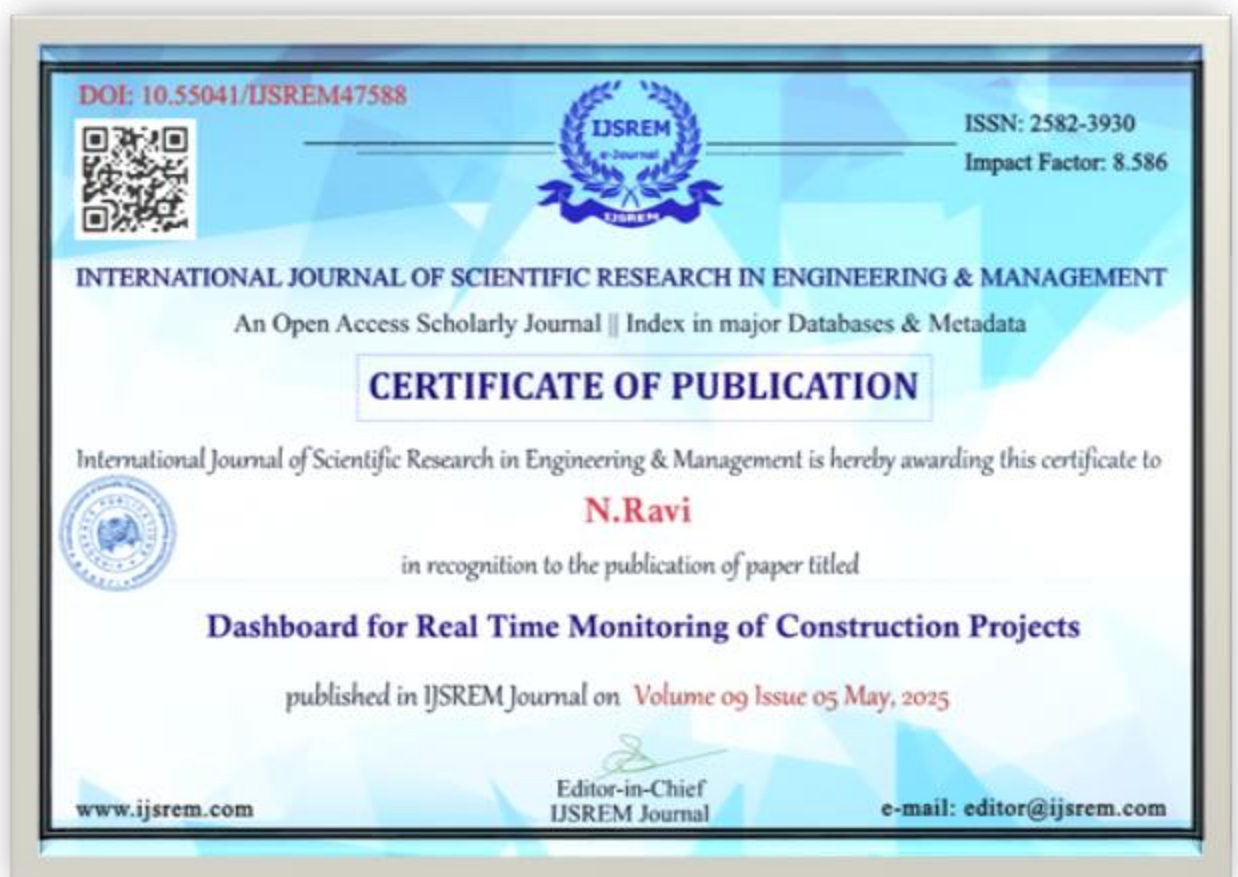 DOI: 10.55041/IJSREM47588
IJSREM
e-Journal
IJSREM
ISSN: 2582-3930
Impact Factor: 8.586
INTERNATIONAL JOURNAL OF SCIENTIFIC RESEARCH IN ENGINEERING & MANAGEMENT
An Open Access Scholarly Journal || Index in major Databases & Metadata
CERTIFICATE OF PUBLICATION
International Journal of Scientific Research in Engineering & Management is hereby awarding this certificate to
N.Ravi
in recognition to the publication of paper titled
Dashboard for Real Time Monitoring of Construction Projects
published in IJSREM Journal on Volume 09 Issue 05 May, 2025
Editor-in-Chief
IJSREM Journal
www.ijsrem.com
e-mail: editor@ijsrem.com